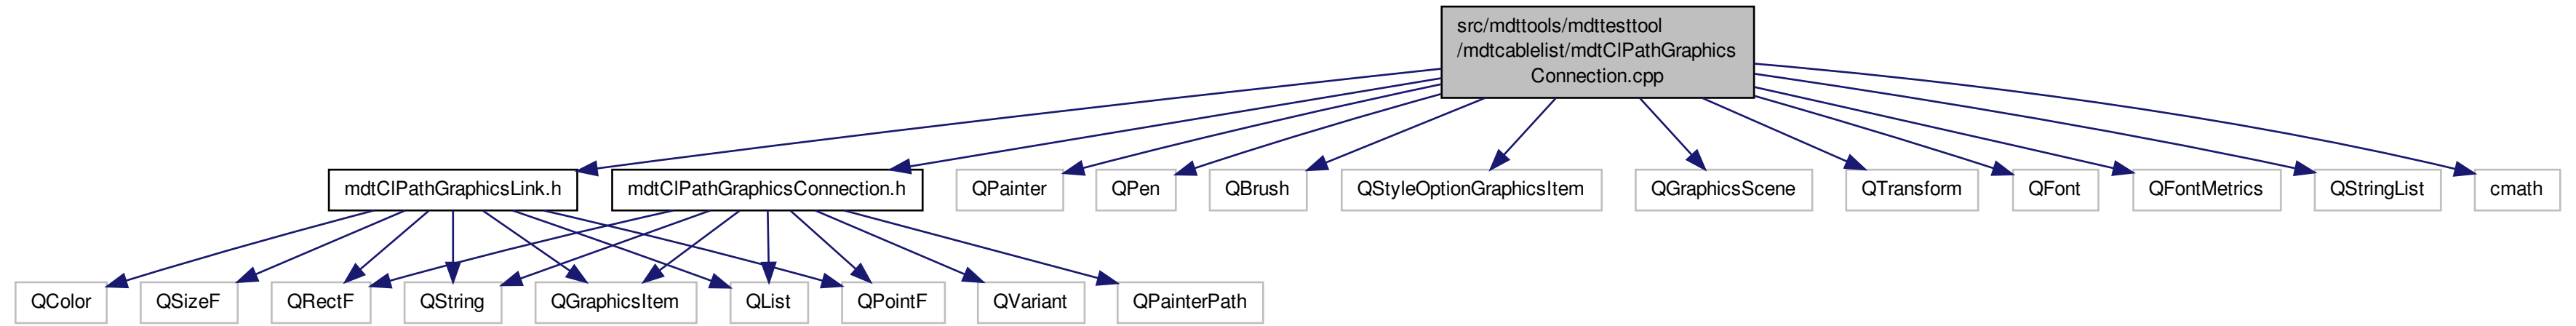 src/mdttools/mdttesttool
/mdtcablelist/mdtClPathGraphics
Connection.cpp
mdtClPathGraphicsLink.h
mdtClPathGraphicsConnection.h
QPainter
QPen
QBrush
QStyleOptionGraphicsItem
QGraphicsScene
QTransform
QFont
QFontMetrics
QStringList
cmath
QColor
QSizeF
QRectF
QString
QGraphicsItem
QList
QPointF
QVariant
QPainterPath